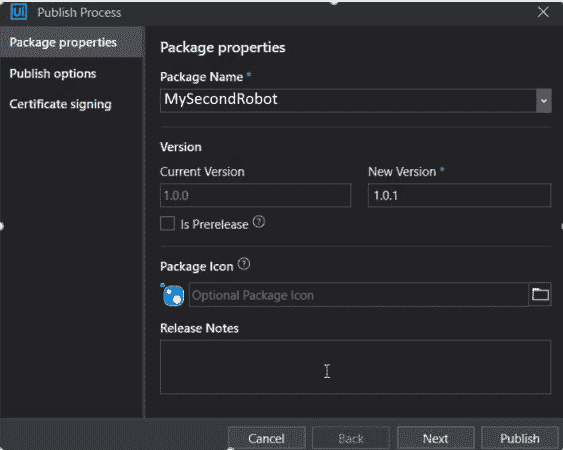 Ui Publish Process
Package properties
Publish options
Certificate signing
Package properties
Package Name *
MySecondRobot
Version
Current Version New Version *
1.0.0 1.0.1
Is Prerelease ?
Package Icon ?
Optional Package Icon
Release Notes
Cancel Back Next Publish